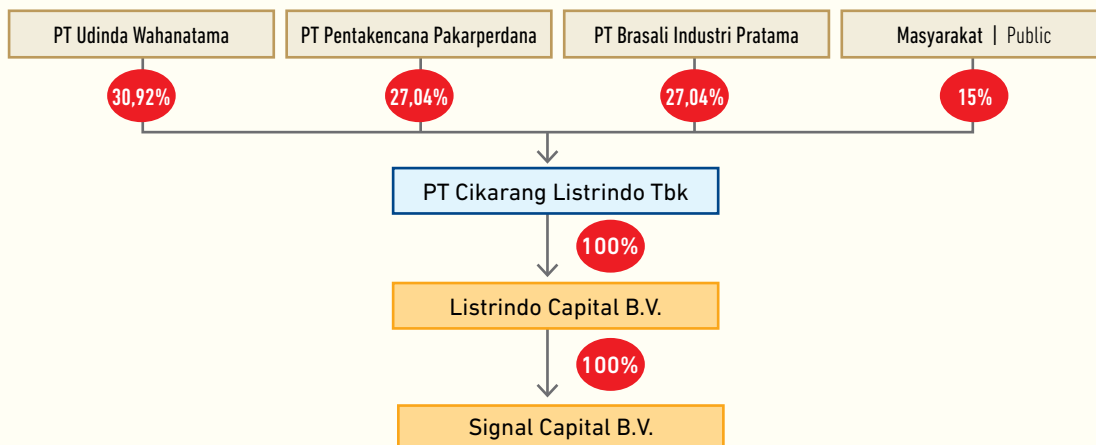 PT Udinda Wahanatama
PT Pentakencana Pakarperdana
PT Brasali Industri Pratama
Masyarakat | Public
30,92%
27,04%
27,04%
15%
PT Cikarang Listrindo Tbk
100%
Listrindo Capital B.V.
100%
Signal Capital B.V.